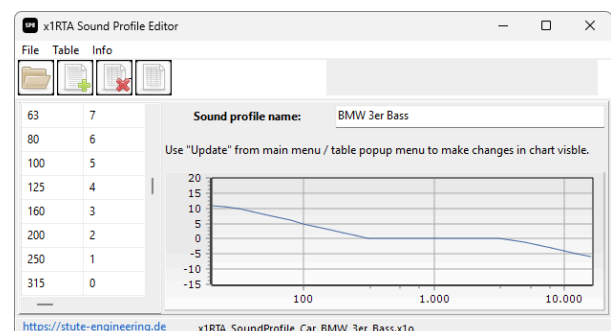 SPR x1RTA Sound Profile Editor
File Table Info
63 7
80 6
100 5
125 4
160 3
200 2
250 1
315 0
Sound profile name: BMW 3er Bass
Use "Update" from main menu / table popup menu to make changes in chart visble.
20
15
10
5
0
-5
-10
-15
100 1.000 10.000
https://stute-engineering.de x1RTA_SoundProfile_Car_BMW_3er_Bass.x1o